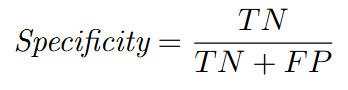 Specificity = TN / (TN + FP)